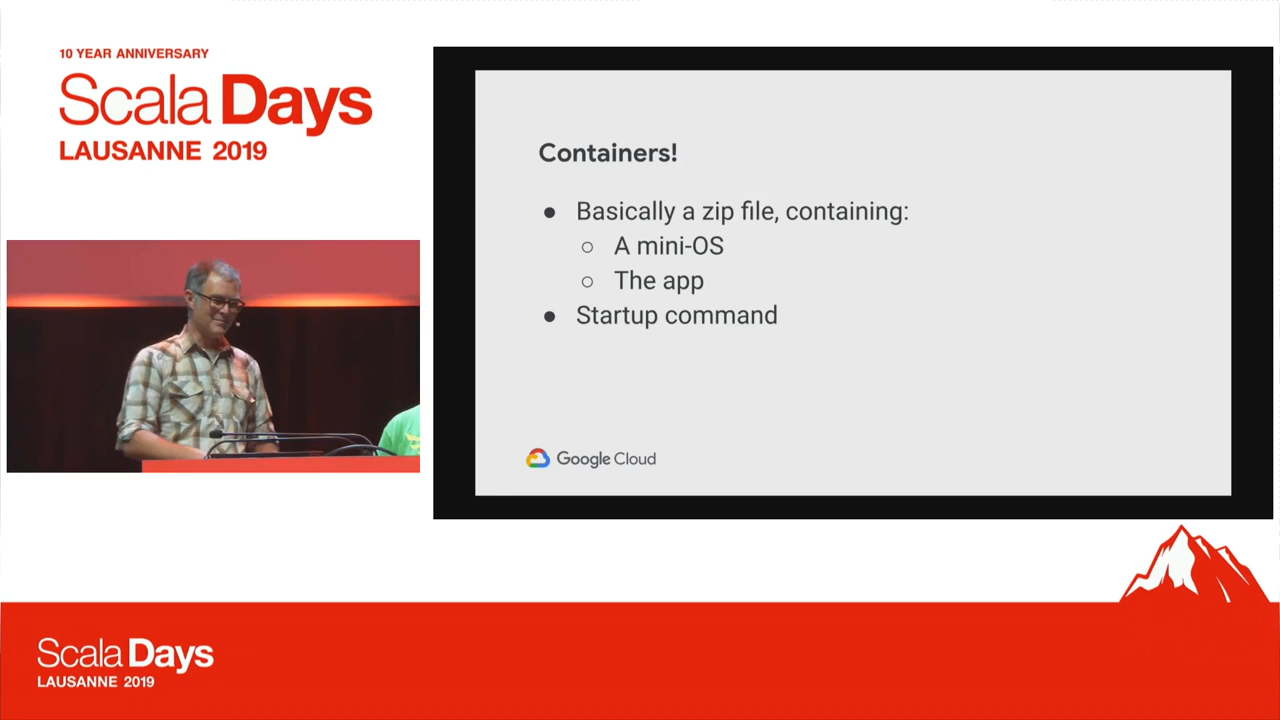 10 YEAR ANNIVERSARY
Scala Days
LAUSANNE 2019
Containers!
● Basically a zip file, containing:
○ A mini-OS
○ The app
● Startup command
Google Cloud
Scala Days
LAUSANNE 2019